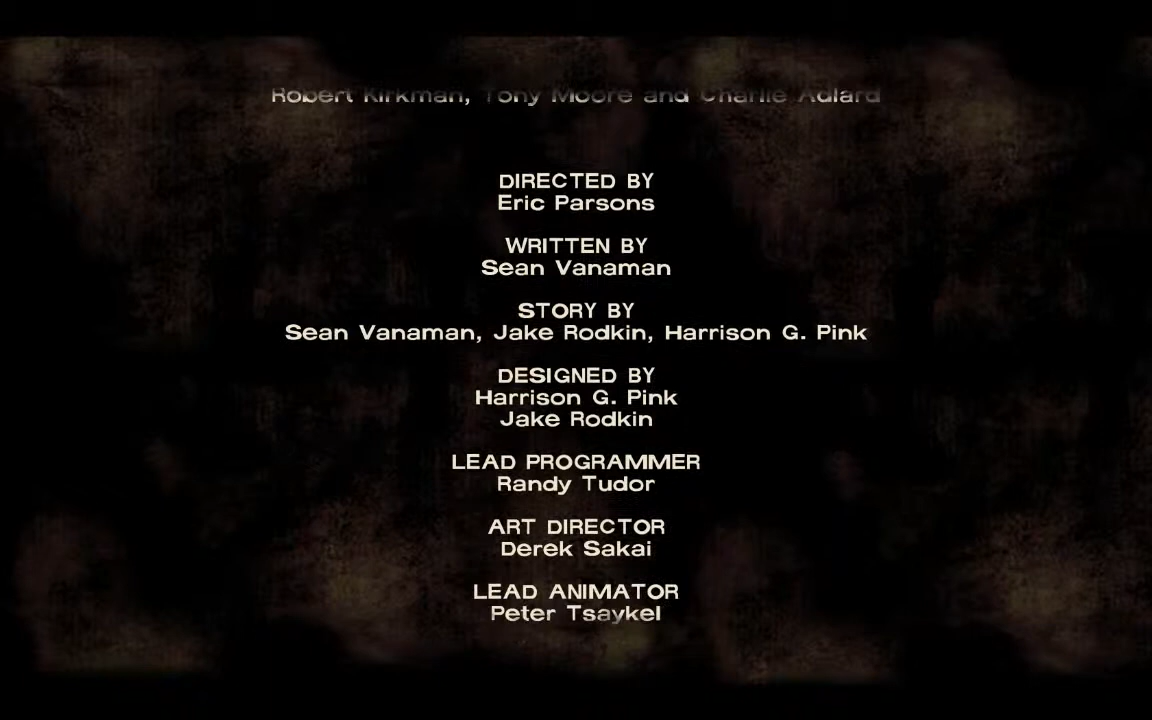 Robert Kirkman, Tony Moore and Charlie Adlard
DIRECTED BY
Eric Parsons
WRITTEN BY
Sean Vanaman
STORY BY
Sean Vanaman, Jake Rodkin, Harrison G. Pink
DESIGNED BY
Harrison G. Pink
Jake Rodkin
LEAD PROGRAMMER
Randy Tudor
ART DIRECTOR
Derek Sakai
LEAD ANIMATOR
Peter Tsaykel